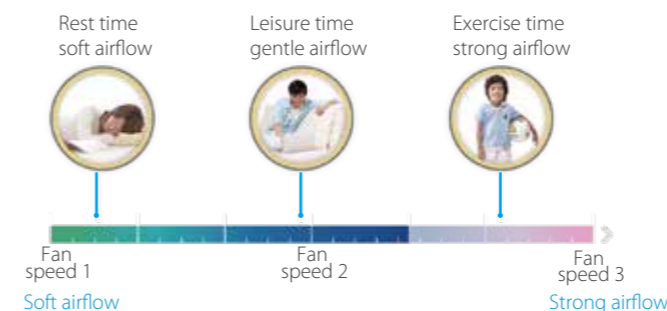 Rest time
soft airflow
Leisure time
gentle airflow
Exercise time
strong airflow
Fan
speed 1
Fan
speed 2
Fan
speed 3
Soft airflow
Strong airflow